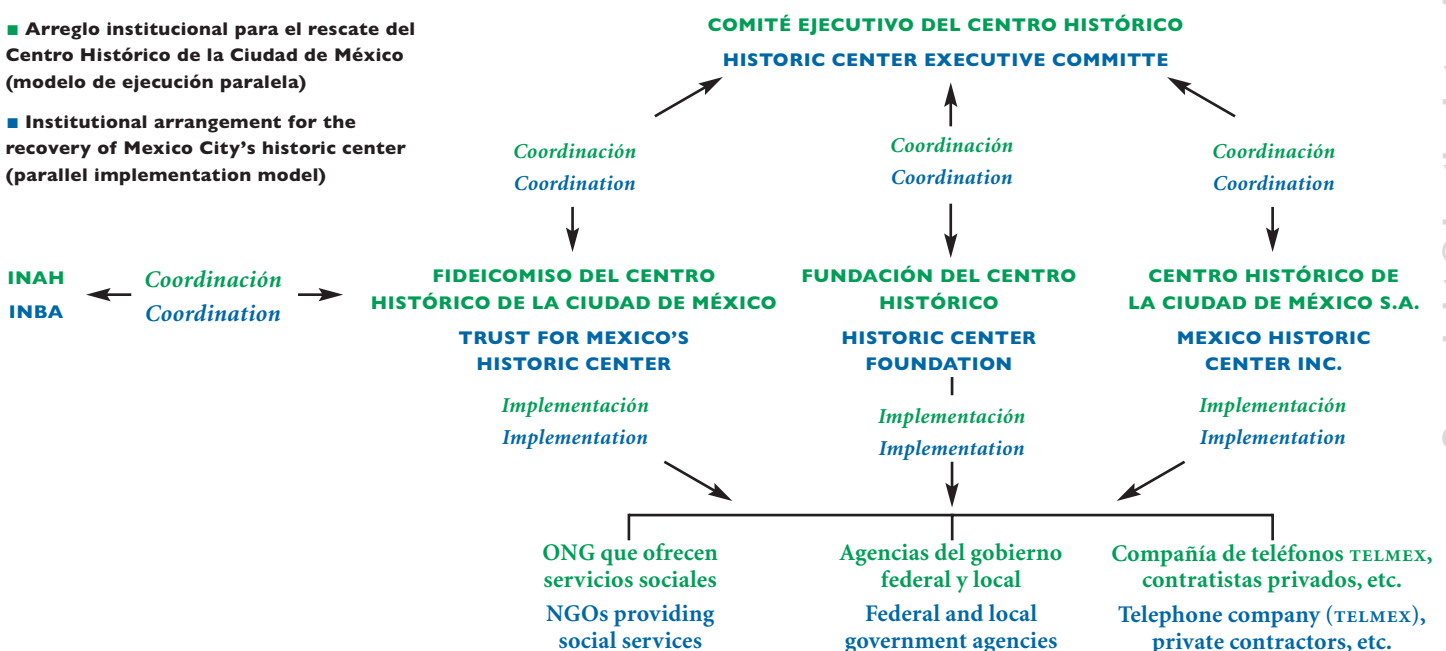 ■ Arreglo institucional para el rescate del
Centro Histórico de la Ciudad de México
(modelo de ejecución paralela)
■ Institutional arrangement for the
recovery of Mexico City's historic center
(parallel implementation model)
COMITÉ EJECUTIVO DEL CENTRO HISTÓRICO
HISTORIC CENTER EXECUTIVE COMMITTE
Coordinación
Coordination
Coordinación
Coordination
Coordinación
Coordination
INAH
INBA
Coordinación
Coordination
FIDEICOMISO DEL CENTRO
HISTÓRICO DE LA CIUDAD DE MÉXICO
TRUST FOR MEXICO'S
HISTORIC CENTER
FUNDACIÓN DEL CENTRO
HISTÓRICO
HISTORIC CENTER
FOUNDATION
CENTRO HISTÓRICO DE
LA CIUDAD DE MÉXICO S.A.
MEXICO HISTORIC
CENTER INC.
Implementación
Implementation
Implementación
Implementation
Implementación
Implementation
ONG que ofrecen
servicios sociales
NGOs providing
social services
Agencias del gobierno
federal y local
Federal and local
government agencies
Compañía de teléfonos TELMEX,
contratistas privados, etc.
Telephone company (TELMEX),
private contractors, etc.